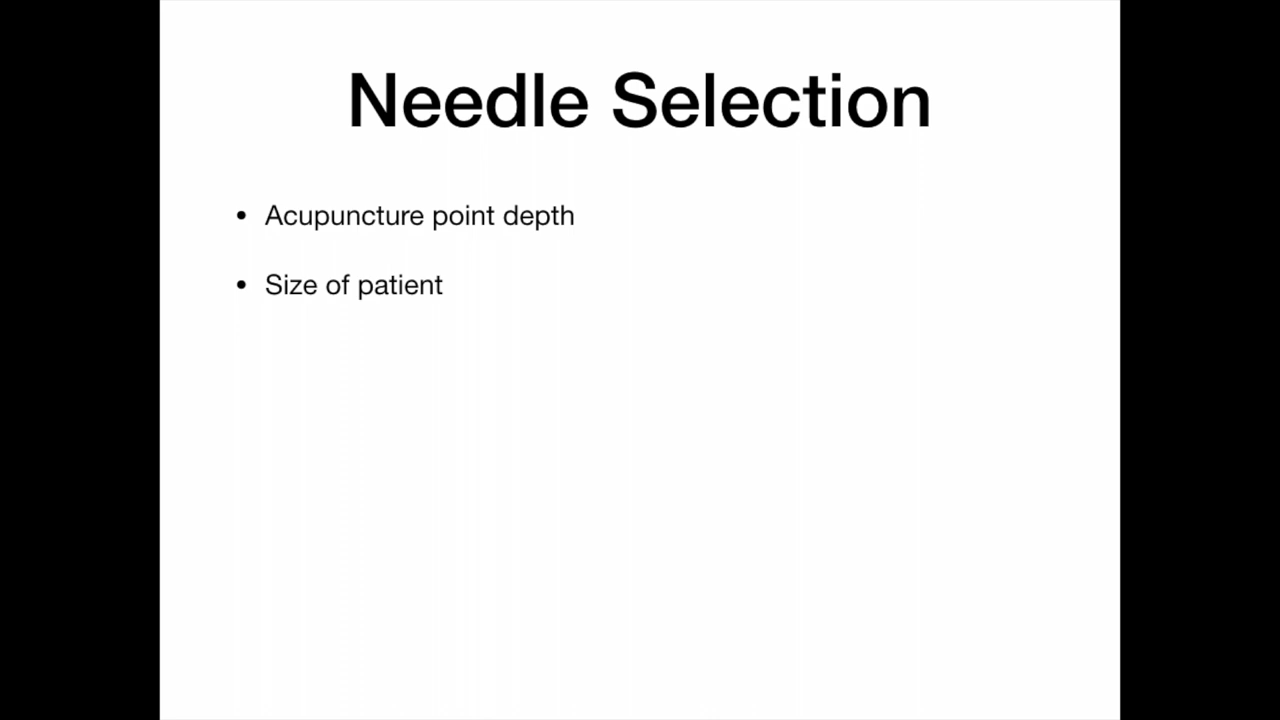 Needle Selection
• Acupuncture point depth
• Size of patient